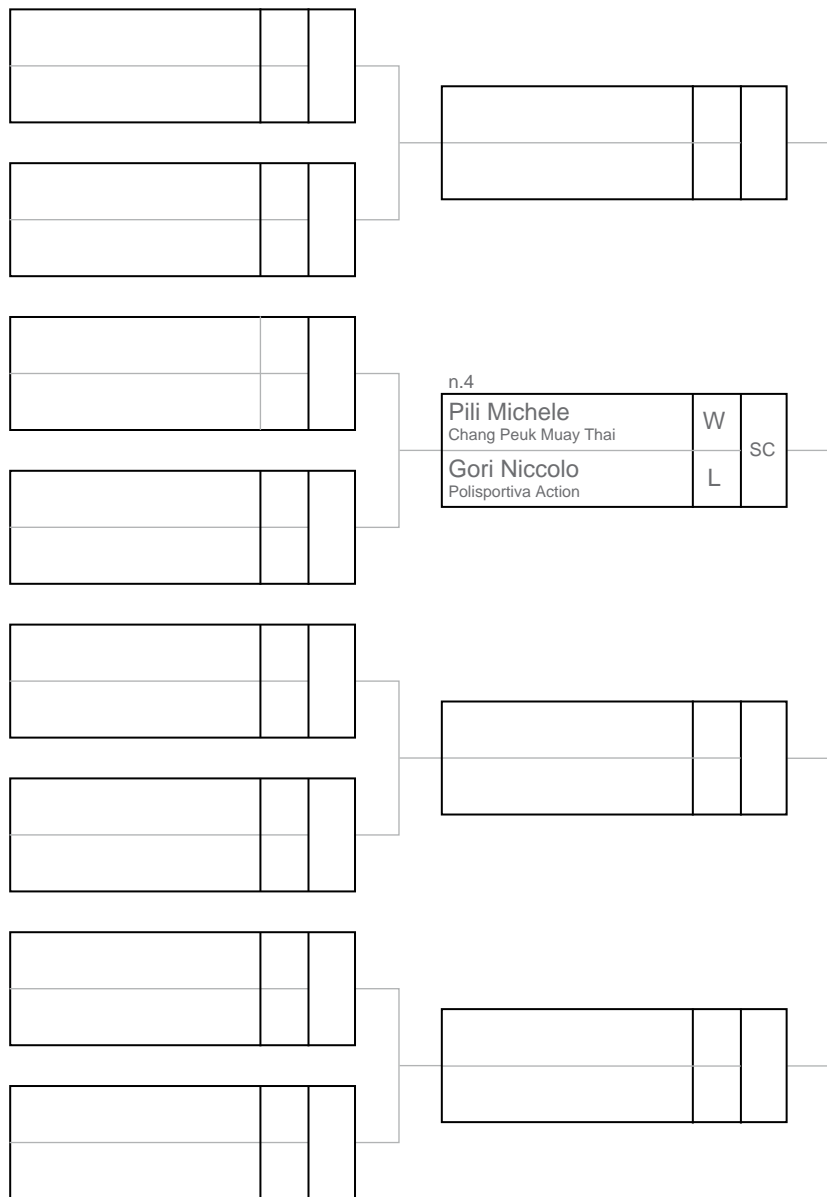 n.4
Pili Michele
W
Chang Peuk Muay Thai
SC
Gori Niccolo
L
Polisportiva Action